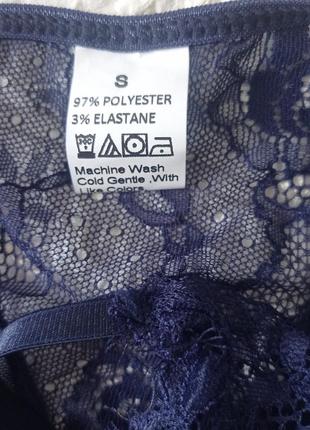 S
97% POLYESTER
3% ELASTANE
Machine Wash
Cold Gentle ,With
Like Colors